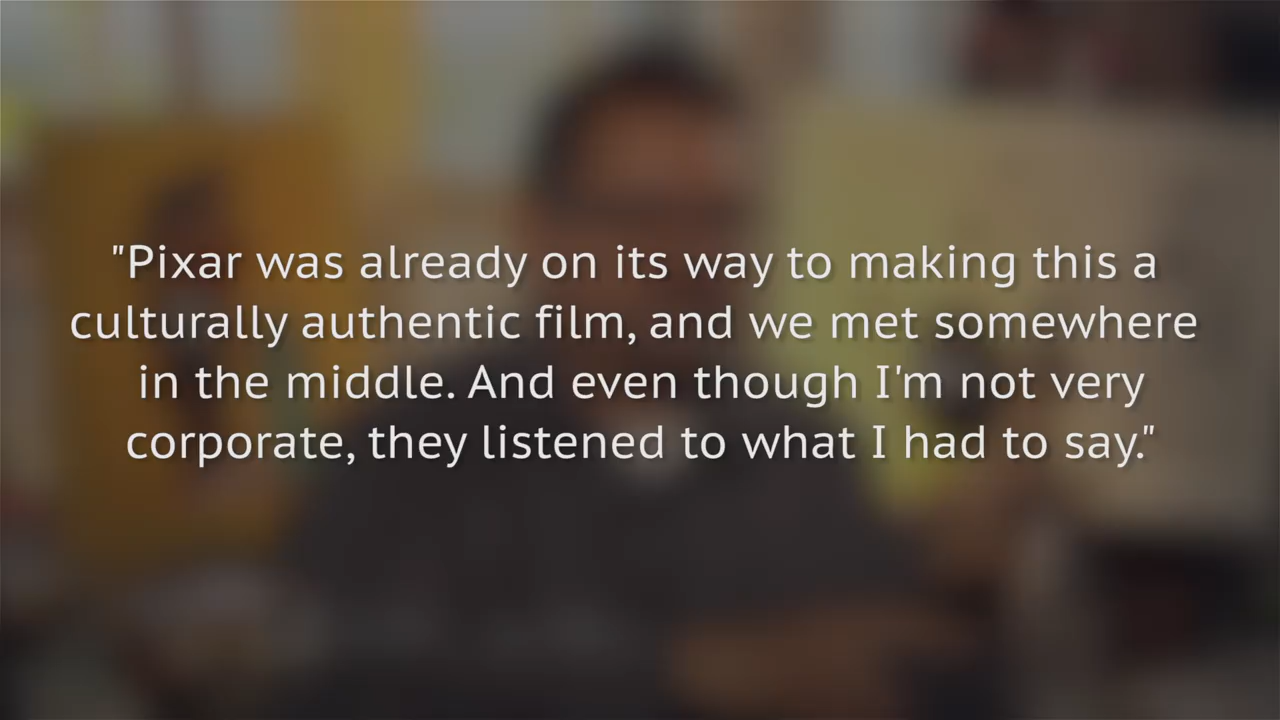 "Pixar was already on its way to making this a
culturally authentic film, and we met somewhere
in the middle. And even though I'm not very
corporate, they listened to what I had to say."